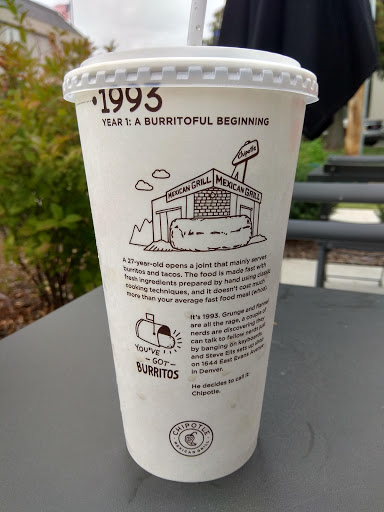 •1993
YEAR 1: A BURRITOFUL BEGINNING
Chipotle
MEXICAN GRILL MEXICAN GRILL
A 27-year-old opens a joint that mainly serves
burritos and tacos. The food is made fast with
fresh ingredients prepared by hand using classic
cooking techniques, and it doesn't cost much
more than your average fast food meal.
It's 1993. Grunge and flannel
are all the rage, a couple of
nerds are discovering they
can talk to fellow nerds just
by banging on keyboards,
and Steve Ells sets up shop
on 1644 East Evans Avenue
in Denver.
He decides to call it
Chipotle.
YOU'VE
- GOT -
BURRITOS
CHIPOTLE
MEXICAN GRILL